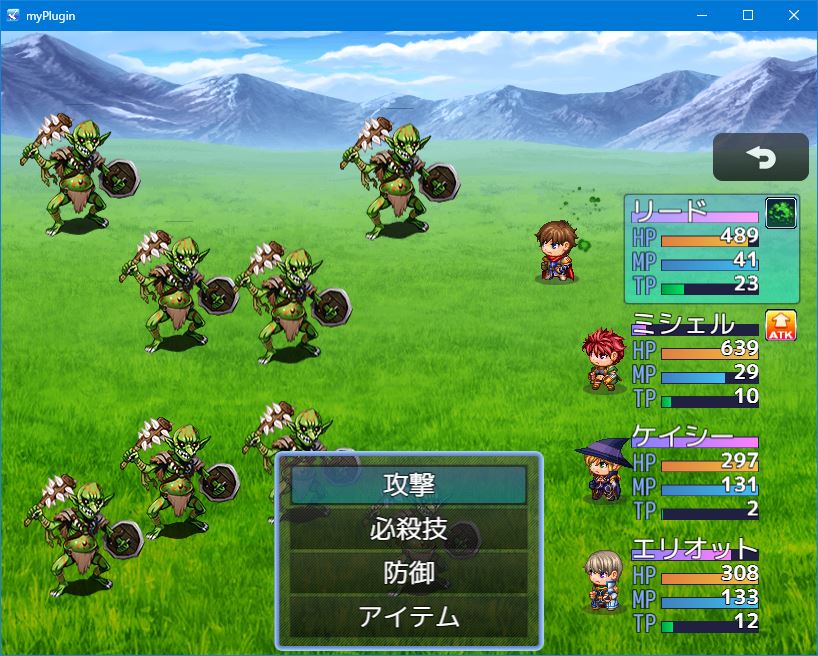 myPlugin
リード
HP 489
MP 41
TP 23
ミシェル
ATK
HP 639
MP 29
TP 10
ケイシー
HP 297
MP 131
TP 2
エリオット
HP 308
MP 133
TP 12
攻撃
必殺技
防御
アイテム